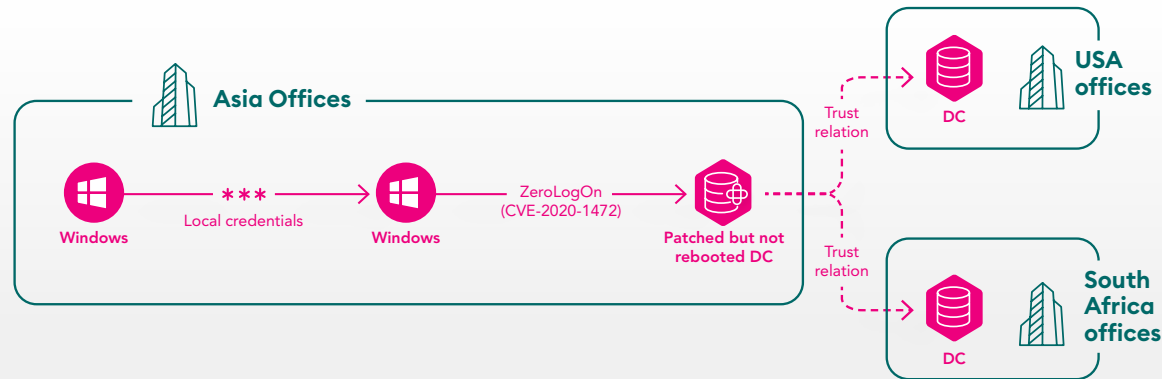 Asia Offices
***
Local credentials
Windows
Windows
ZeroLogOn
(CVE-2020-1472)
Patched but not
rebooted DC
Trust
relation
DC
USA
offices
Trust
relation
DC
South
Africa
offices